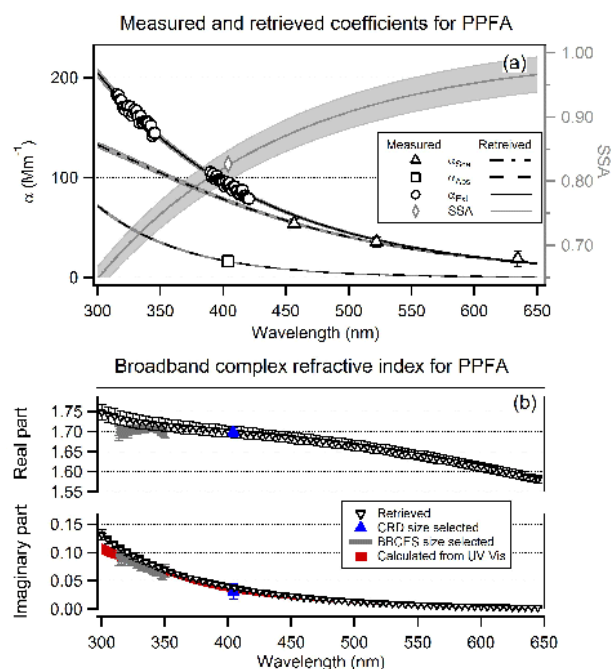 Measured and retrieved coefficients for PPFA
(a)
1.00
200
0.90
100
0.80
0.70
0
α (Mm⁻¹)
SSA
Measured Retreived
αSca
αAbs
αExt
SSA
300 350 400 450 500 550 600 650
Wavelength (nm)
Broadband complex refractive index for PPFA
(b)
1.75
1.70
1.65
1.60
1.55
Real part
0.15
0.10
0.05
0.00
Imaginary part
Retrieved
CRD size selected
BBCES size selected
Calculated from UV Vis
300 350 400 450 500 550 600 650
Wavelength (nm)